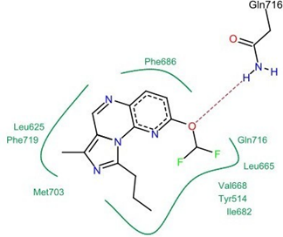 Gln716
Phe686
O
N
H
H
N
O
Leu625
Phe719
N
N
Gln716
Leu665
F
F
N
Met703
Val668
Tyr514
Ile682